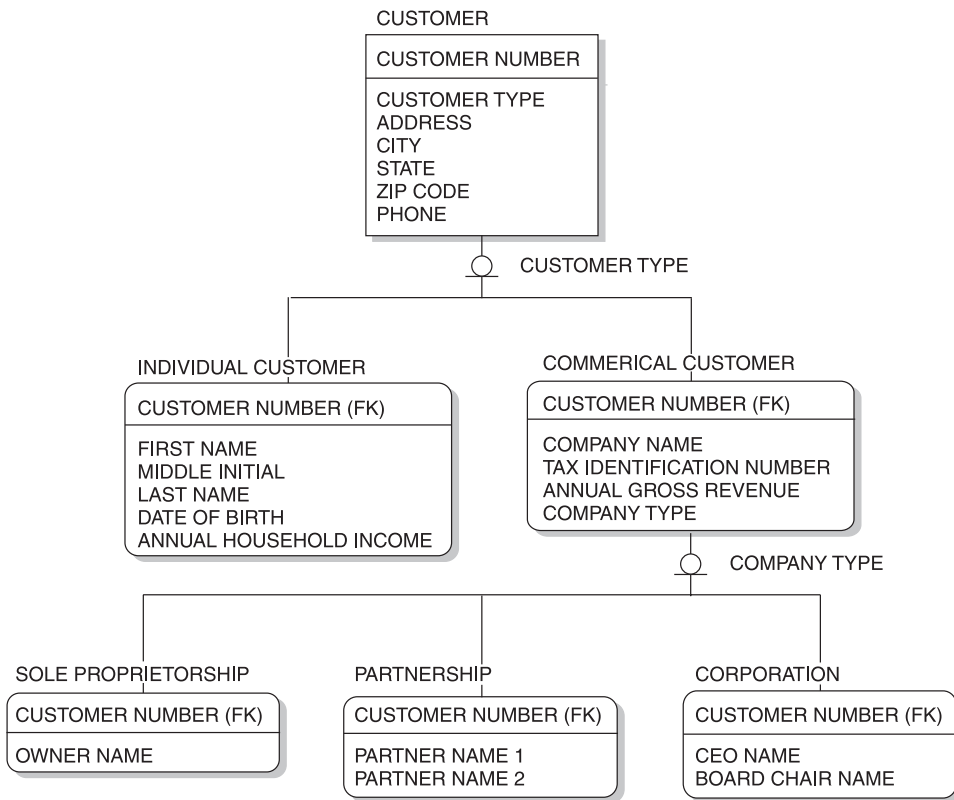 CUSTOMER
CUSTOMER NUMBER
CUSTOMER TYPE
ADDRESS
CITY
STATE
ZIP CODE
PHONE
CUSTOMER TYPE
INDIVIDUAL CUSTOMER
CUSTOMER NUMBER (FK)
FIRST NAME
MIDDLE INITIAL
LAST NAME
DATE OF BIRTH
ANNUAL HOUSEHOLD INCOME
COMMERICAL CUSTOMER
CUSTOMER NUMBER (FK)
COMPANY NAME
TAX IDENTIFICATION NUMBER
ANNUAL GROSS REVENUE
COMPANY TYPE
COMPANY TYPE
SOLE PROPRIETORSHIP
CUSTOMER NUMBER (FK)
OWNER NAME
PARTNERSHIP
CUSTOMER NUMBER (FK)
PARTNER NAME 1
PARTNER NAME 2
CORPORATION
CUSTOMER NUMBER (FK)
CEO NAME
BOARD CHAIR NAME